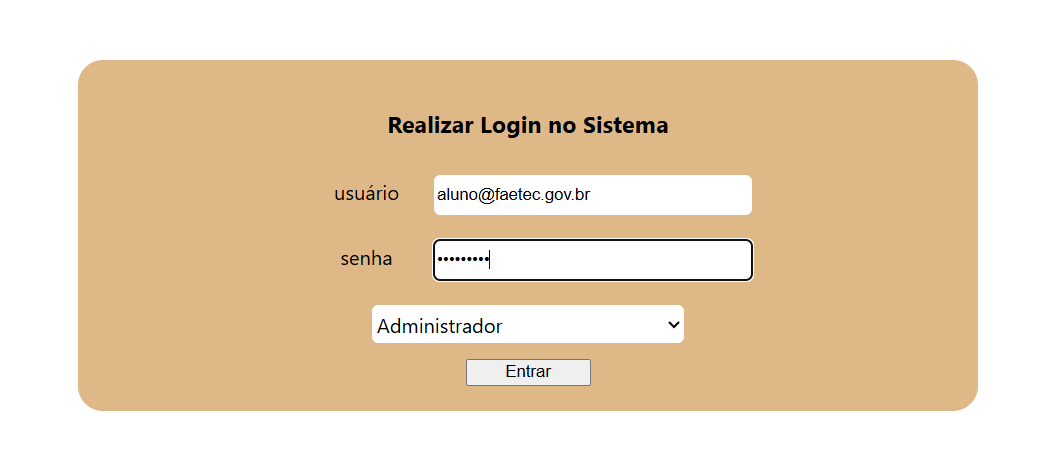 Realizar Login no Sistema
usuário aluno@faetec.gov.br
senha •••••••••
Administrador
Entrar